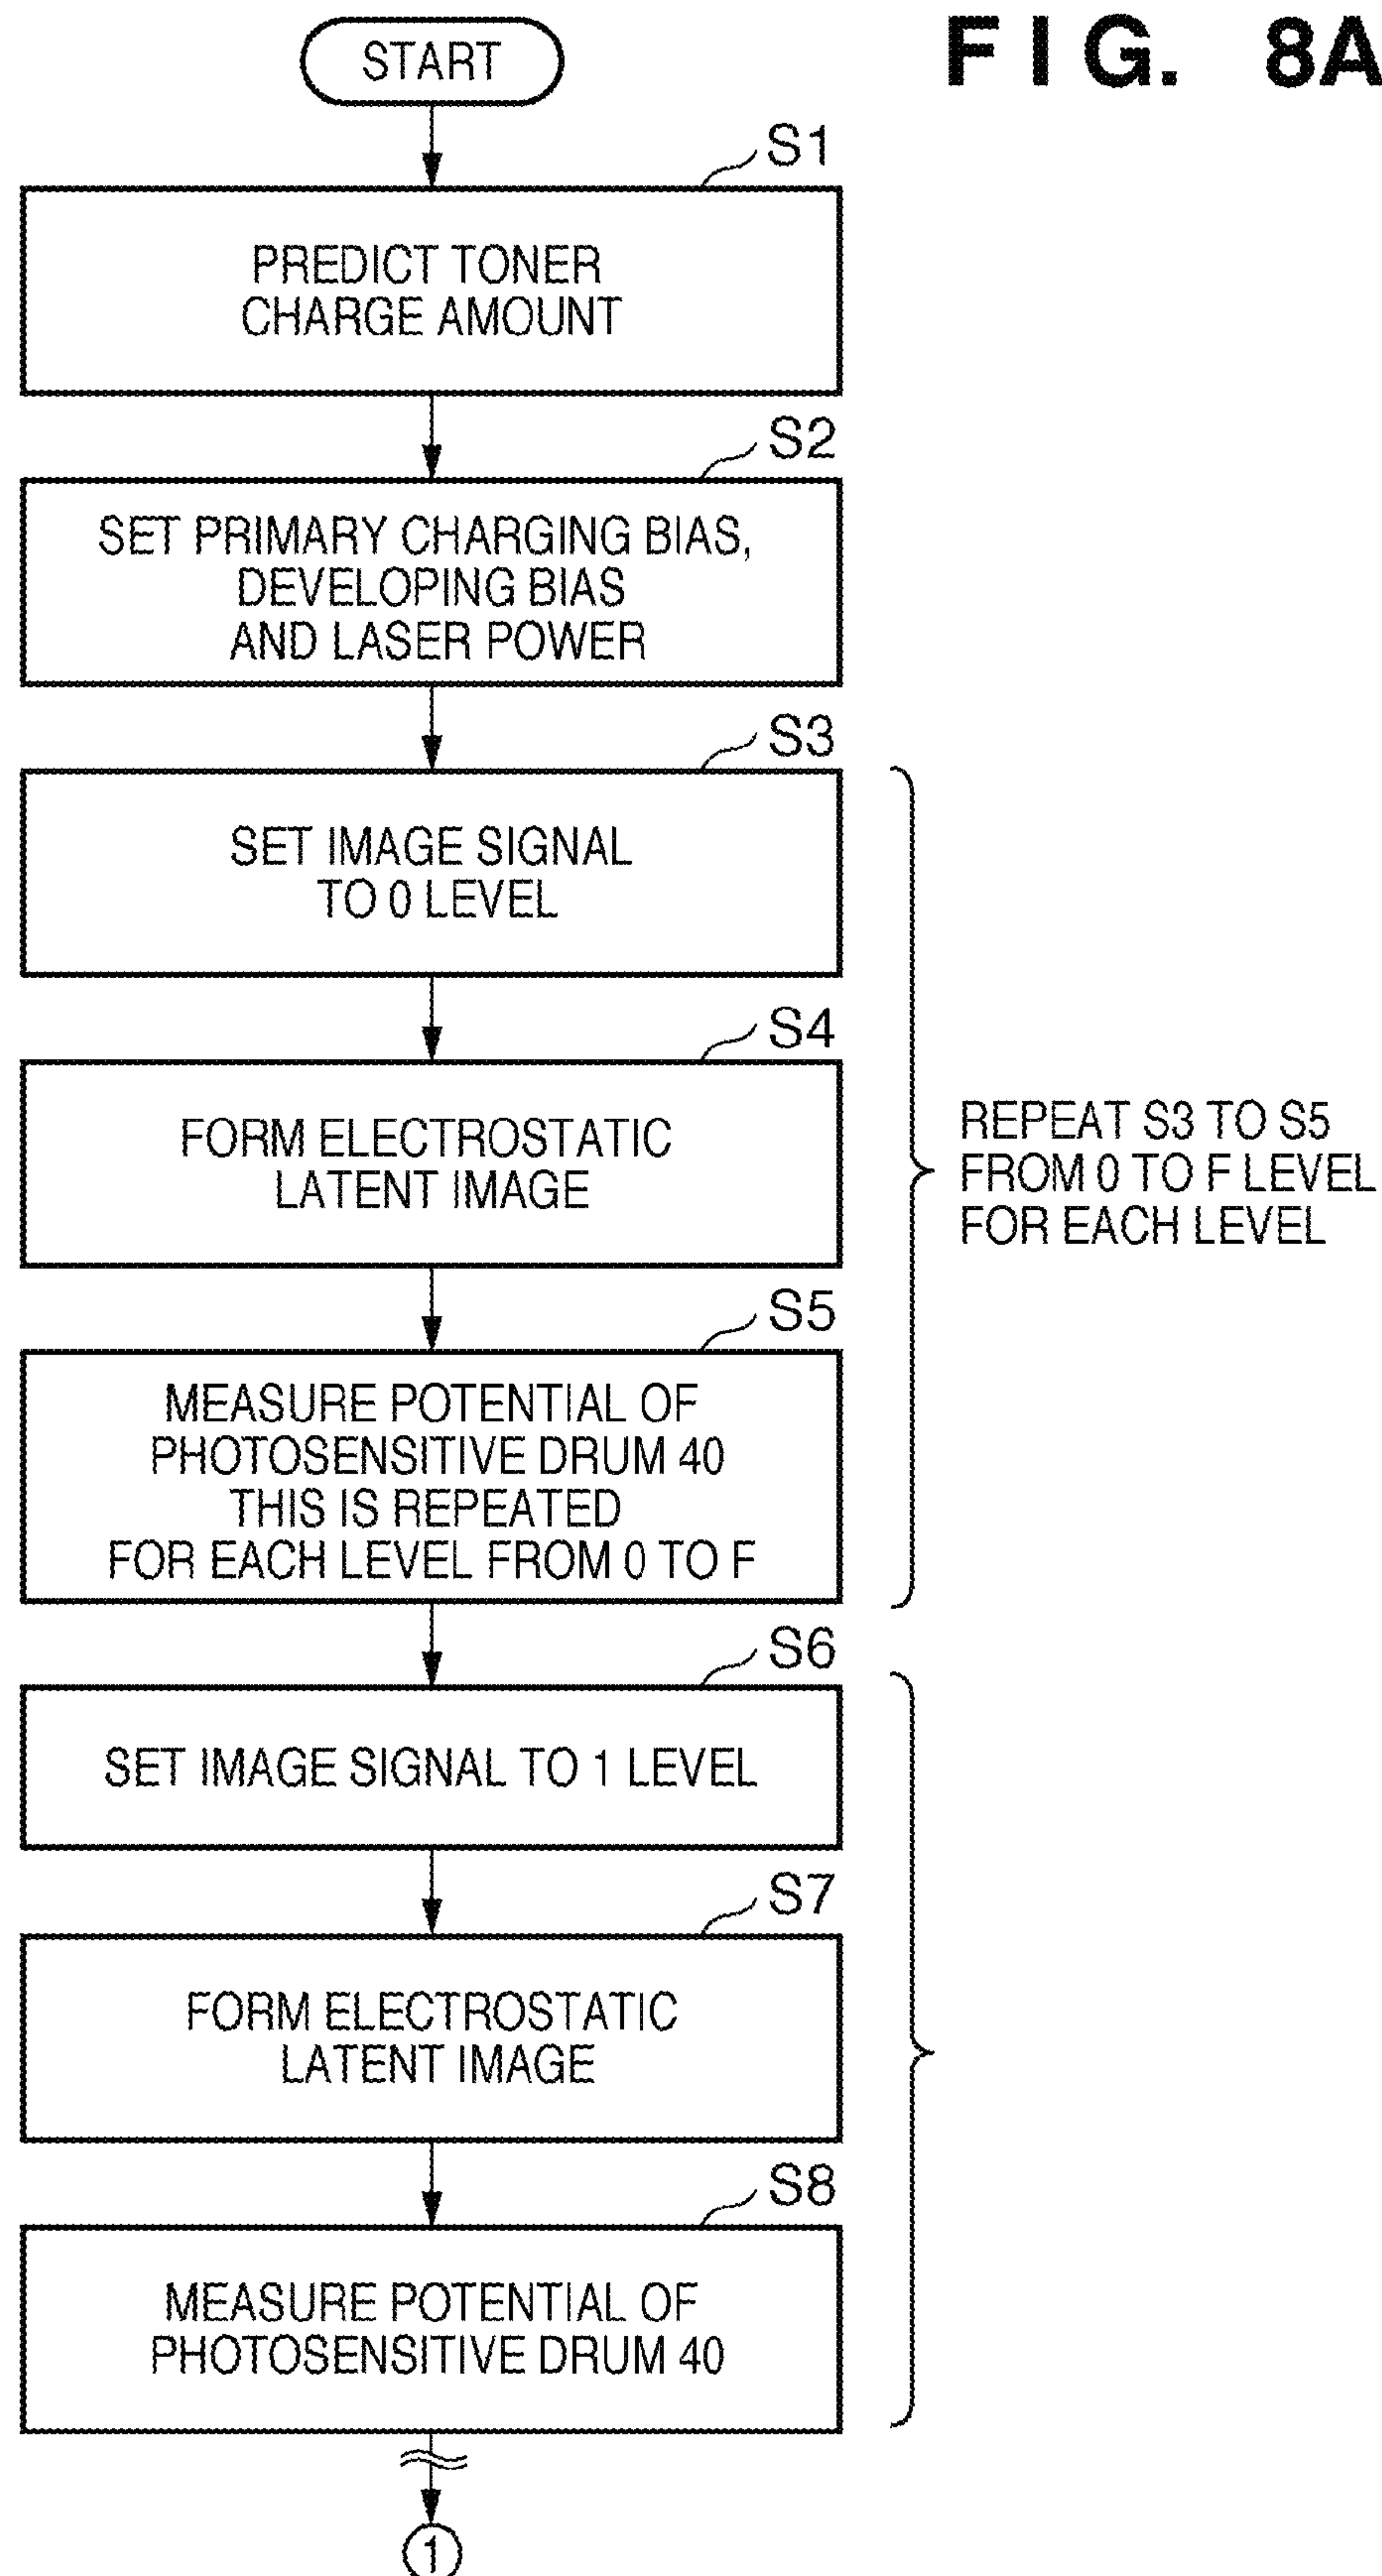 FIG. 8A
START
S1
PREDICT TONER
CHARGE AMOUNT
S2
SET PRIMARY CHARGING BIAS,
DEVELOPING BIAS
AND LASER POWER
S3
SET IMAGE SIGNAL
TO 0 LEVEL
S4
FORM ELECTROSTATIC
LATENT IMAGE
REPEAT S3 TO S5
FROM 0 TO F LEVEL
FOR EACH LEVEL
S5
MEASURE POTENTIAL OF
PHOTOSENSITIVE DRUM 40
THIS IS REPEATED
FOR EACH LEVEL FROM 0 TO F
S6
SET IMAGE SIGNAL TO 1 LEVEL
S7
FORM ELECTROSTATIC
LATENT IMAGE
S8
MEASURE POTENTIAL OF
PHOTOSENSITIVE DRUM 40
1